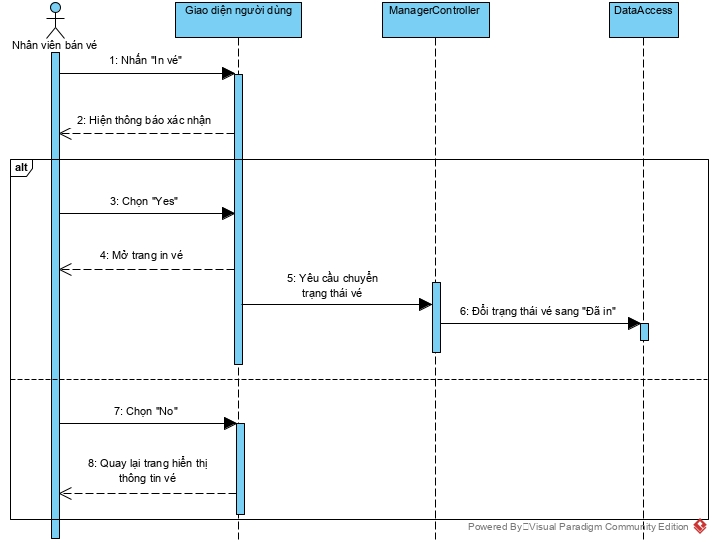 Giao diện người dùng
ManagerController
DataAccess
Nhân viên bán vé
1: Nhấn "In vé"
2: Hiện thông báo xác nhận
alt
3: Chọn "Yes"
4: Mở trang in vé
5: Yêu cầu chuyển
trạng thái vé
6: Đổi trạng thái vé sang "Đã in"
7: Chọn "No"
8: Quay lại trang hiển thị
thông tin vé
Powered By Visual Paradigm Community Edition